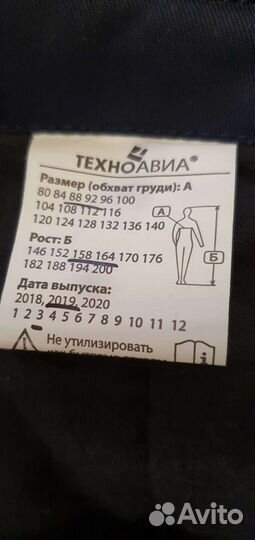 ТЕХНОАВИА®
Размер (обхват груди): А
80 84 88 92 96 100
104 108 112 116
120 124 128 132 136 140
Рост: Б
146 152 158 164 170 176
182 188 194 200
Дата выпуска:
2018, 2019, 2020
1 2 3 4 5 6 7 8 9 10 11 12
А
Б
Не утилизировать
как бытовые
Avito